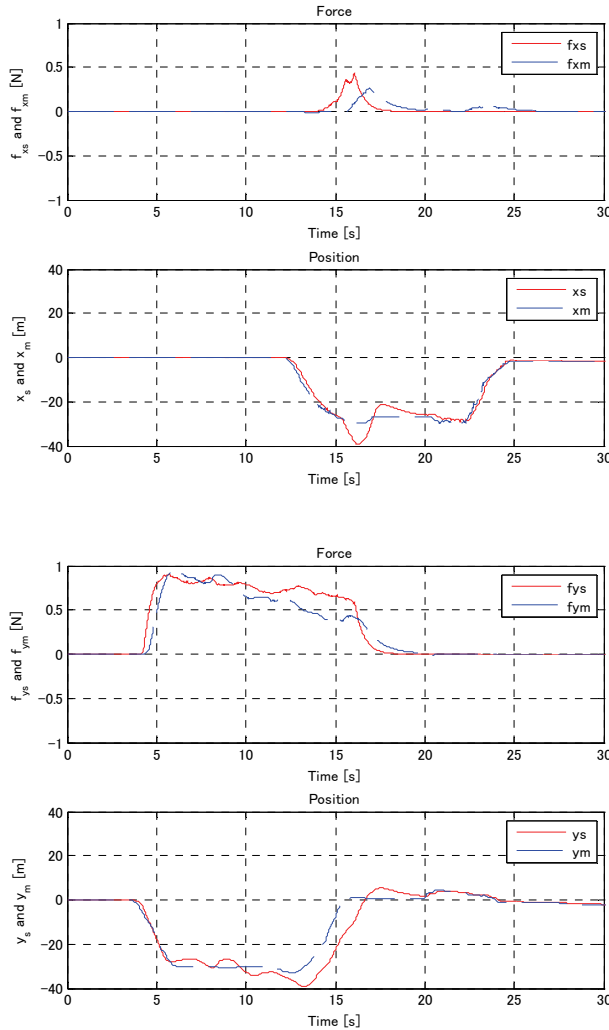 Force
fxs
fxm
f_xs and f_xm [N]
1
0.5
0
-0.5
-1
0 5 10 15 20 25 30
Time [s]
Position
xs
xm
x_s and x_m [m]
40
20
0
-20
-40
0 5 10 15 20 25 30
Time [s]
Force
fys
fym
f_ys and f_ym [N]
1
0.5
0
-0.5
-1
0 5 10 15 20 25 30
Time [s]
Position
ys
ym
y_s and y_m [m]
40
20
0
-20
-40
0 5 10 15 20 25 30
Time [s]